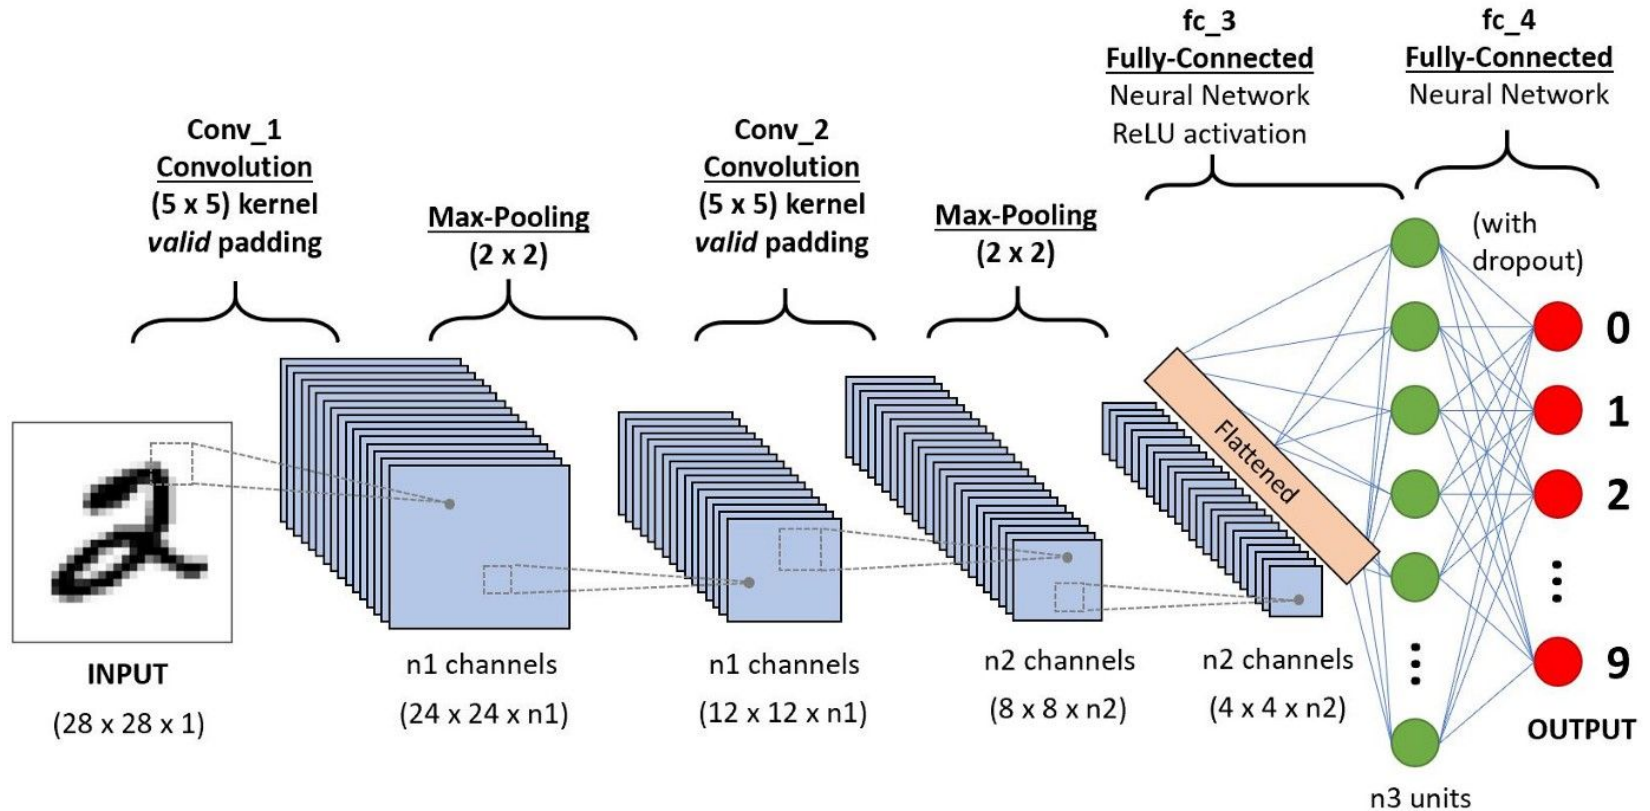 Conv_1
Convolution
(5 x 5) kernel
valid padding
Max-Pooling
(2 x 2)
Conv_2
Convolution
(5 x 5) kernel
valid padding
Max-Pooling
(2 x 2)
fc_3
Fully-Connected
Neural Network
ReLU activation
fc_4
Fully-Connected
Neural Network
(with
dropout)
INPUT
(28 x 28 x 1)
n1 channels
(24 x 24 x n1)
n1 channels
(12 x 12 x n1)
n2 channels
(8 x 8 x n2)
n2 channels
(4 x 4 x n2)
Flattened
n3 units
0
1
2
9
OUTPUT
2